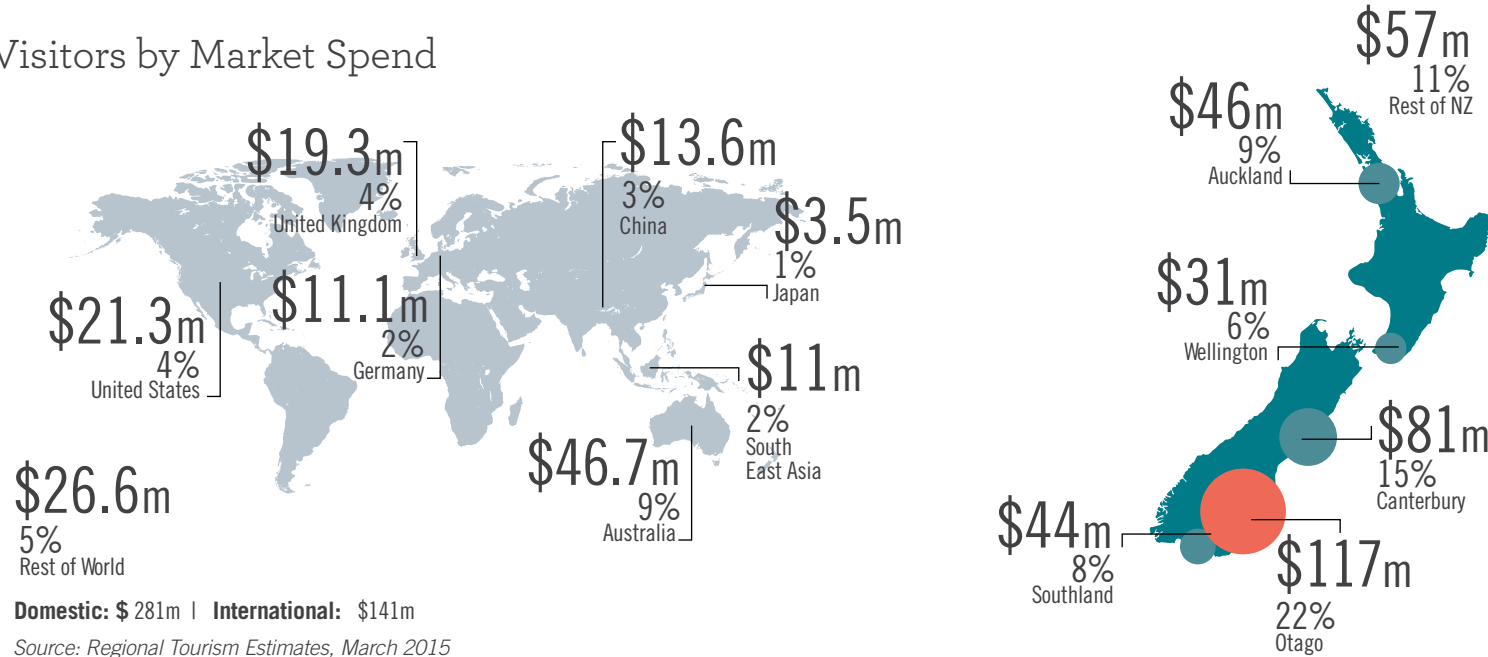 Visitors by Market Spend
$19.3m
4%
United Kingdom
$13.6m
3%
China
$3.5m
1%
Japan
$21.3m
4%
United States
$11.1m
2%
Germany
$11m
2%
South
East Asia
$46.7m
9%
Australia
$26.6m
5%
Rest of World
Domestic: $ 281m | International: $141m
Source: Regional Tourism Estimates, March 2015
$57m
11%
Rest of NZ
$46m
9%
Auckland
$31m
6%
Wellington
$81m
15%
Canterbury
$44m
8%
Southland
$117m
22%
Otago